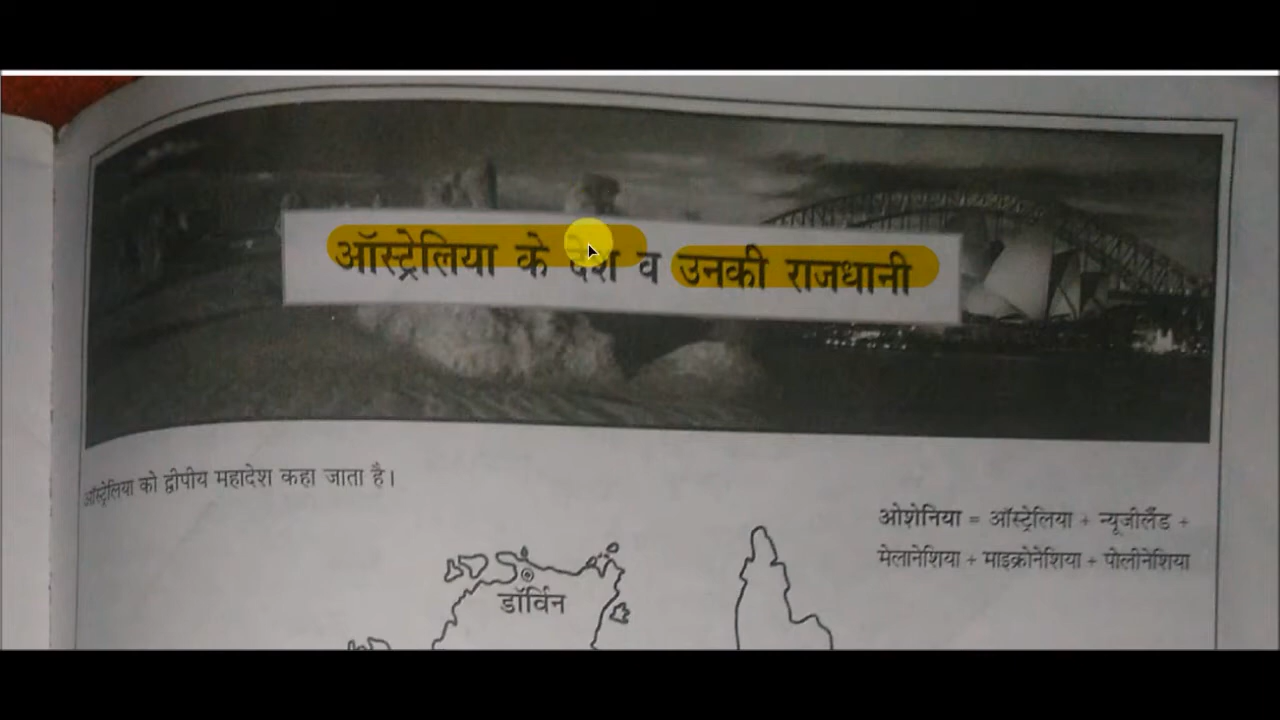 ऑस्ट्रेलिया के देश व उनकी राजधानी
ऑस्ट्रेलिया को द्वीपीय महादेश कहा जाता है।
ओशेनिया = ऑस्ट्रेलिया + न्यूजीलैंड +
मेलानेशिया + माइक्रोनेशिया + पोलीनेशिया
डॉर्विन